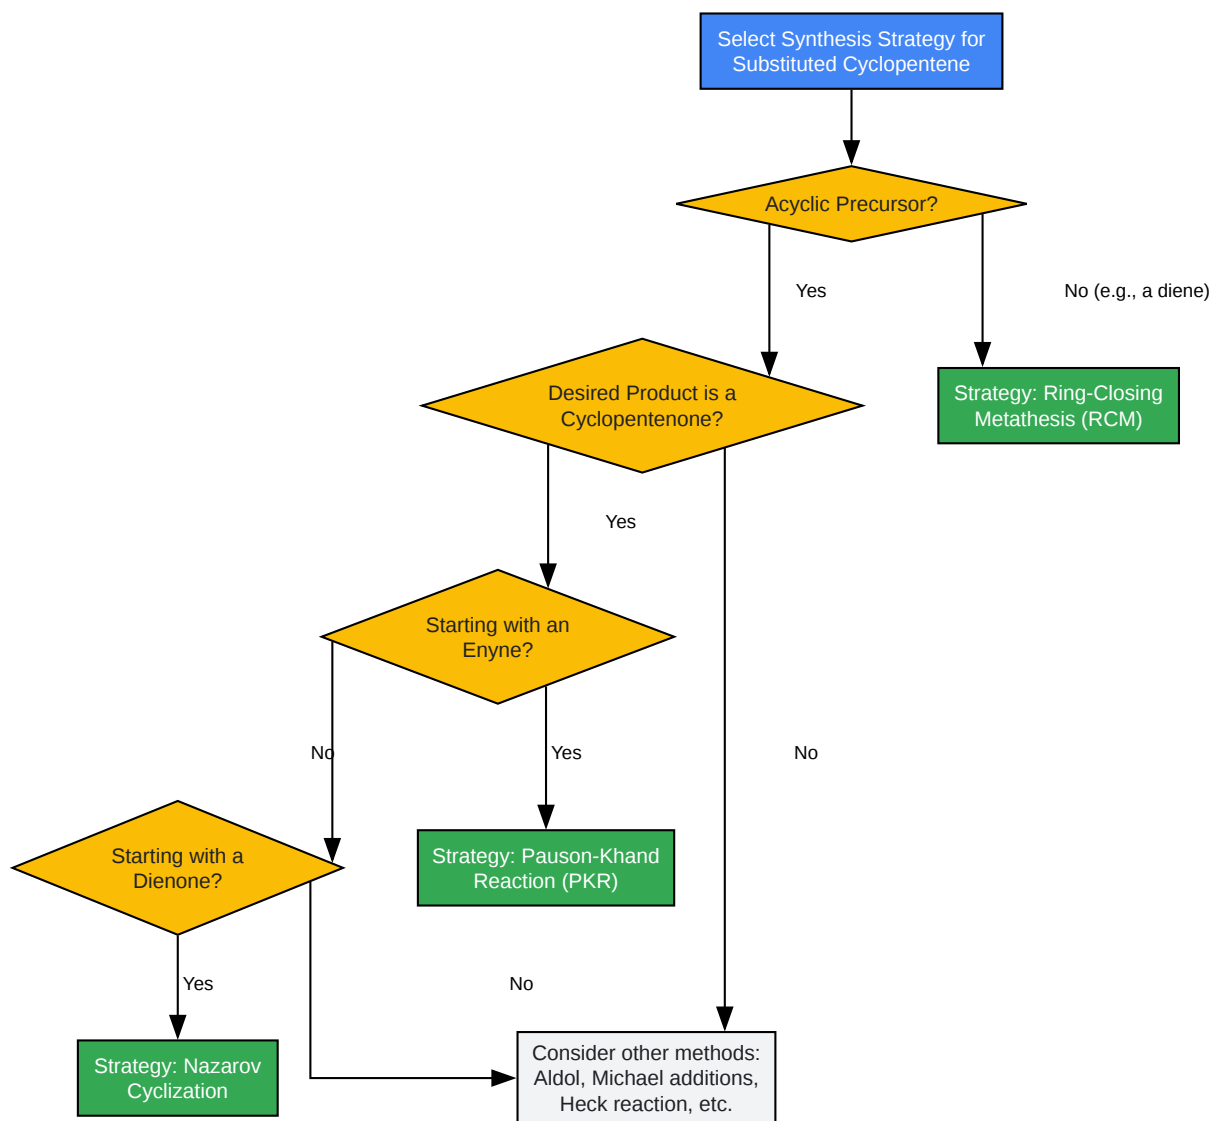 Select Synthesis Strategy for
Substituted Cyclopentene
Acyclic Precursor?
Yes
No (e.g., a diene)
Desired Product is a
Cyclopentenone?
Strategy: Ring-Closing
Metathesis (RCM)
Yes
Starting with an
Enyne?
No
Yes
No
Starting with a
Dienone?
Strategy: Pauson-Khand
Reaction (PKR)
Yes
No
Strategy: Nazarov
Cyclization
Consider other methods:
Aldol, Michael additions,
Heck reaction, etc.